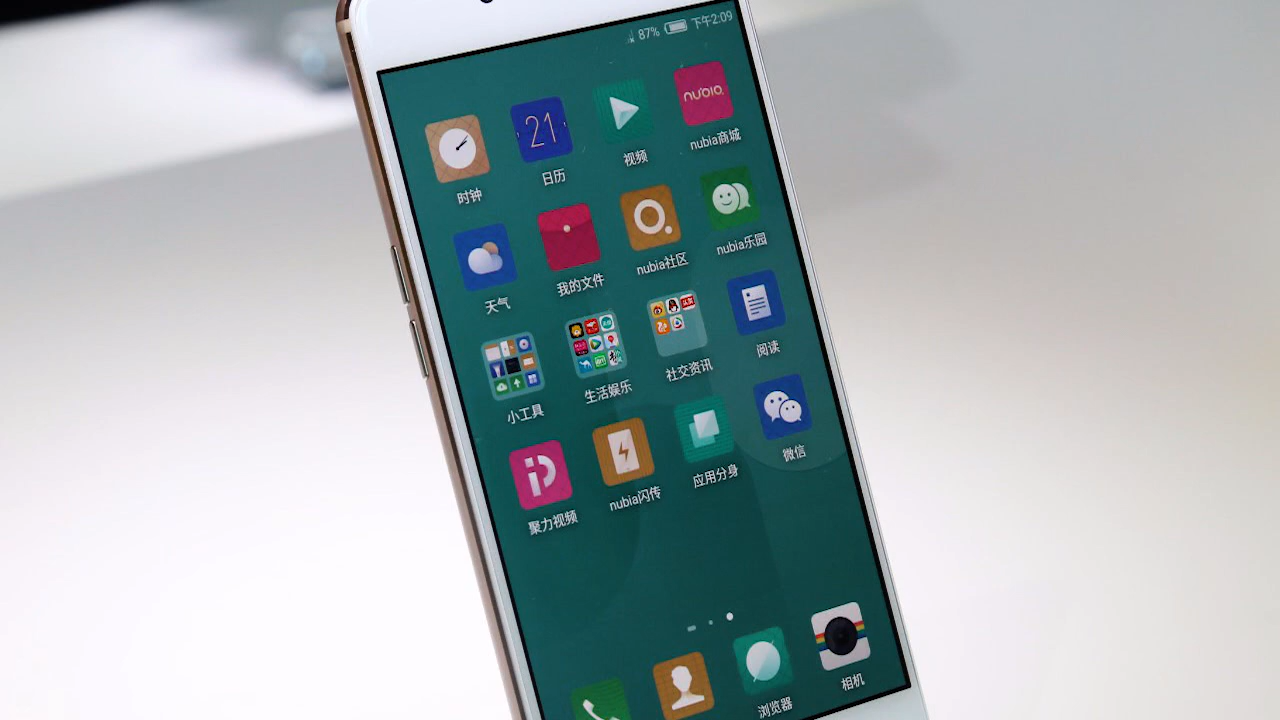 87% 下午2:09
21
nubia
时钟
日历
视频
nubia商城
天气
我的文件
nubia社区
nubia乐园
小工具
生活娱乐
社交资讯
阅读
聚力视频
nubia闪传
应用分身
微信
浏览器
相机